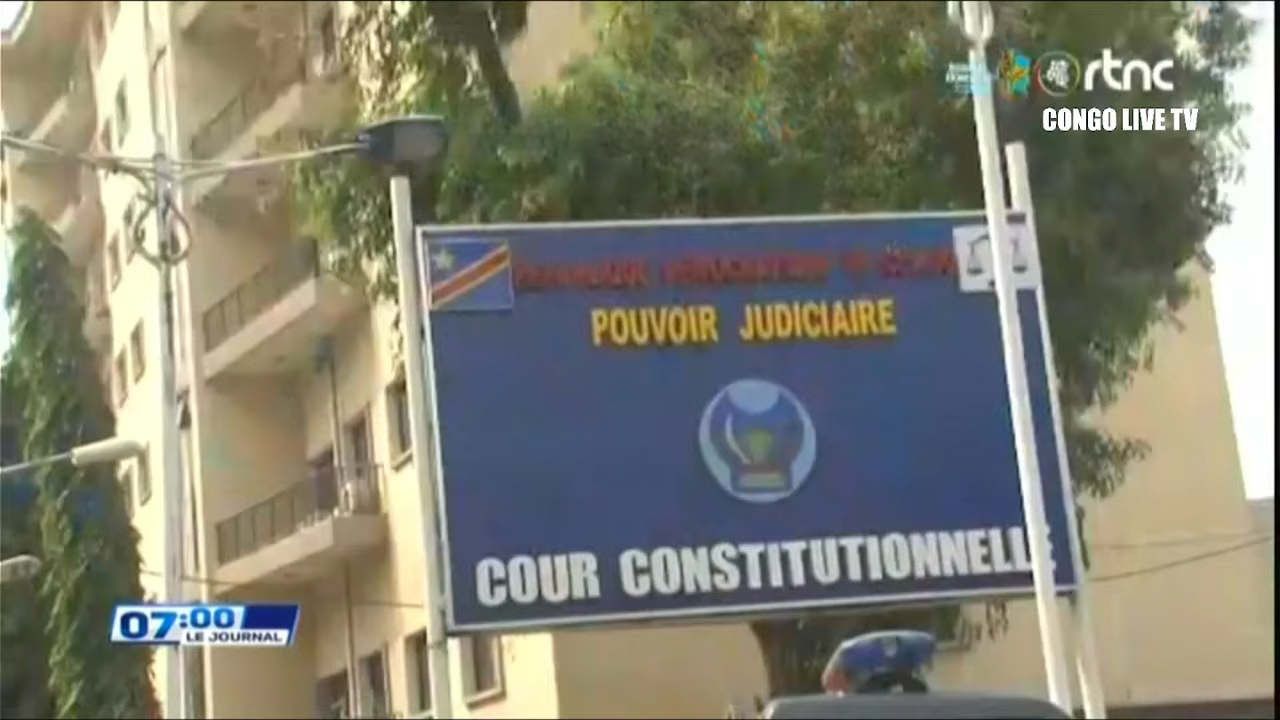 rtnc
CONGO LIVE TV
POUVOIR JUDICIAIRE
COUR CONSTITUTIONNELLE
07:00
LE JOURNAL